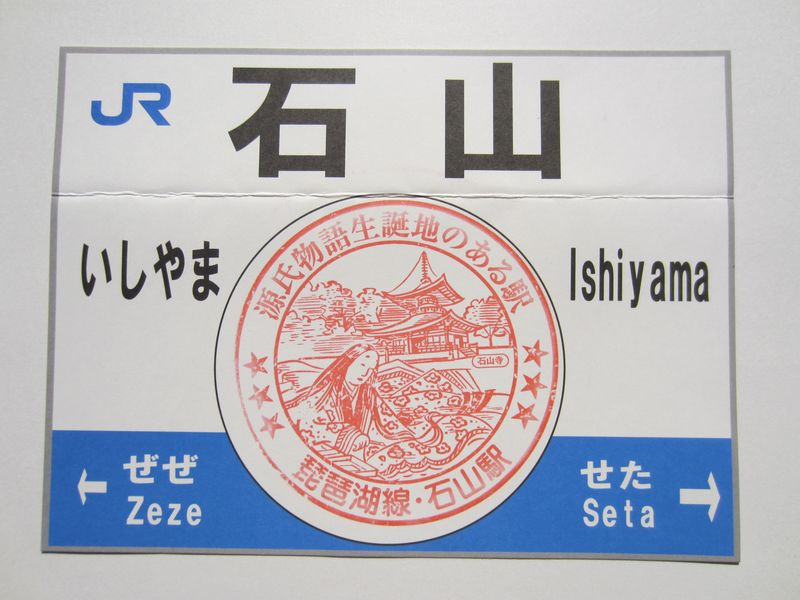 JR
石山
いしやま
Ishiyama
源氏物語生誕地のある駅
石山寺
琵琶湖線・石山駅
ぜぜ
Zeze
せた
Seta